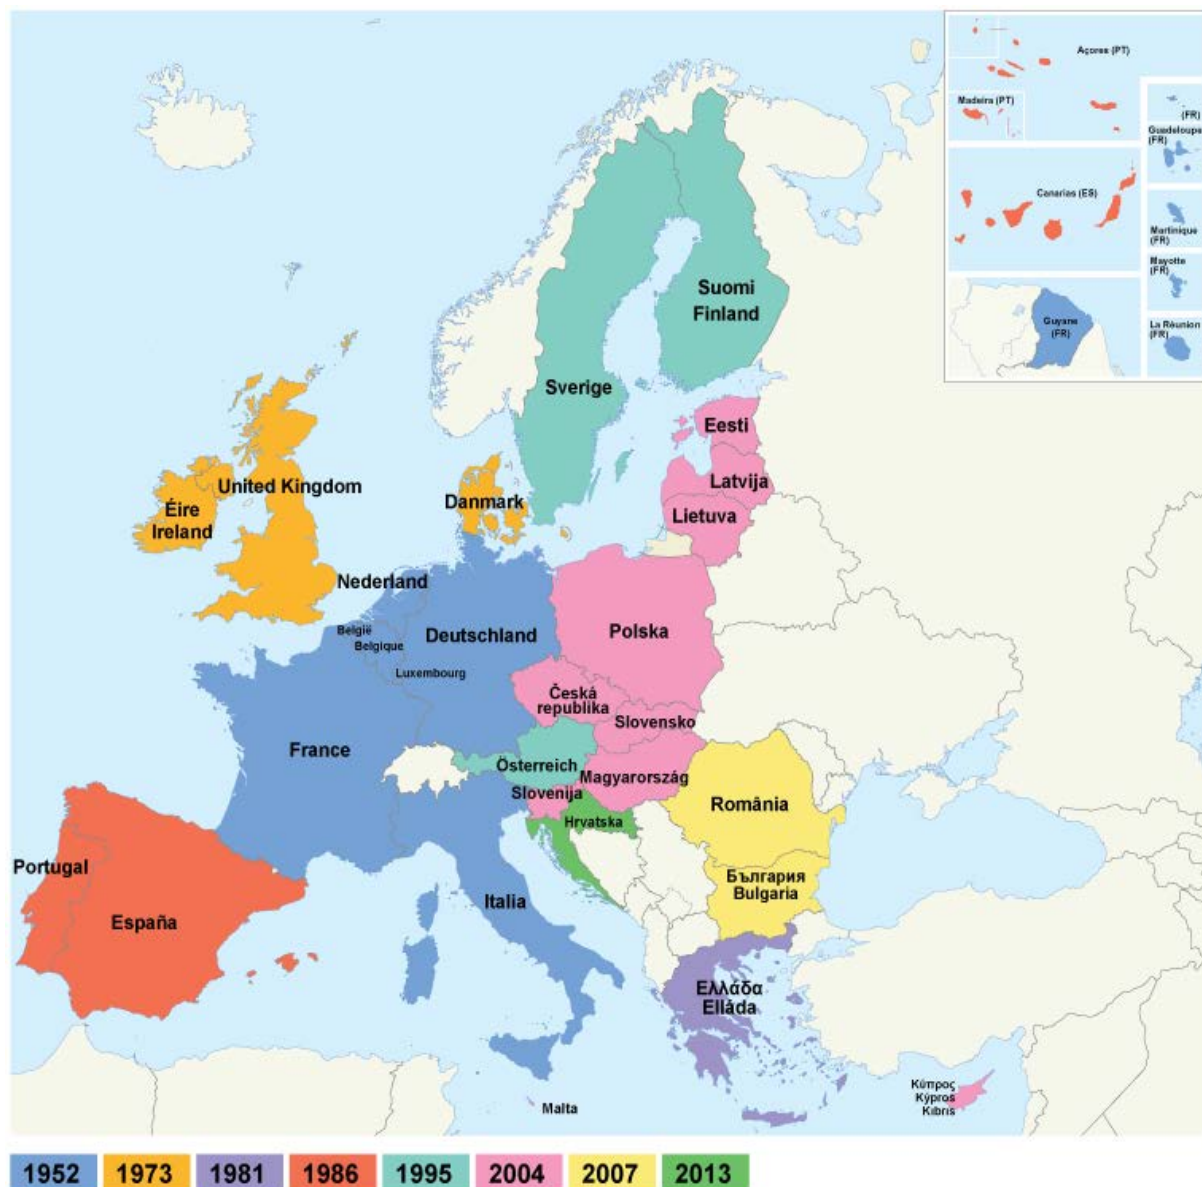 Açores (PT)
Madeira (PT)
(FR)
Guadeloupe
(FR)
Canarias (ES)
Martinique
(FR)
Mayotte
(FR)
Guyane
(FR)
La Réunion
(FR)
Suomi
Finland
Sverige
Eesti
Latvija
Lietuva
United Kingdom
Éire
Ireland
Danmark
Nederland
België
Belgique
Deutschland
Luxembourg
Polska
Česká
republika
Slovensko
France
Österreich
Magyarország
Slovenija
Hrvatska
România
Portugal
España
Italia
България
Bulgaria
Ελλάδα
Elláda
Malta
Κύπρος
Kýpros
Kıbrıs
1952 1973 1981 1986 1995 2004 2007 2013